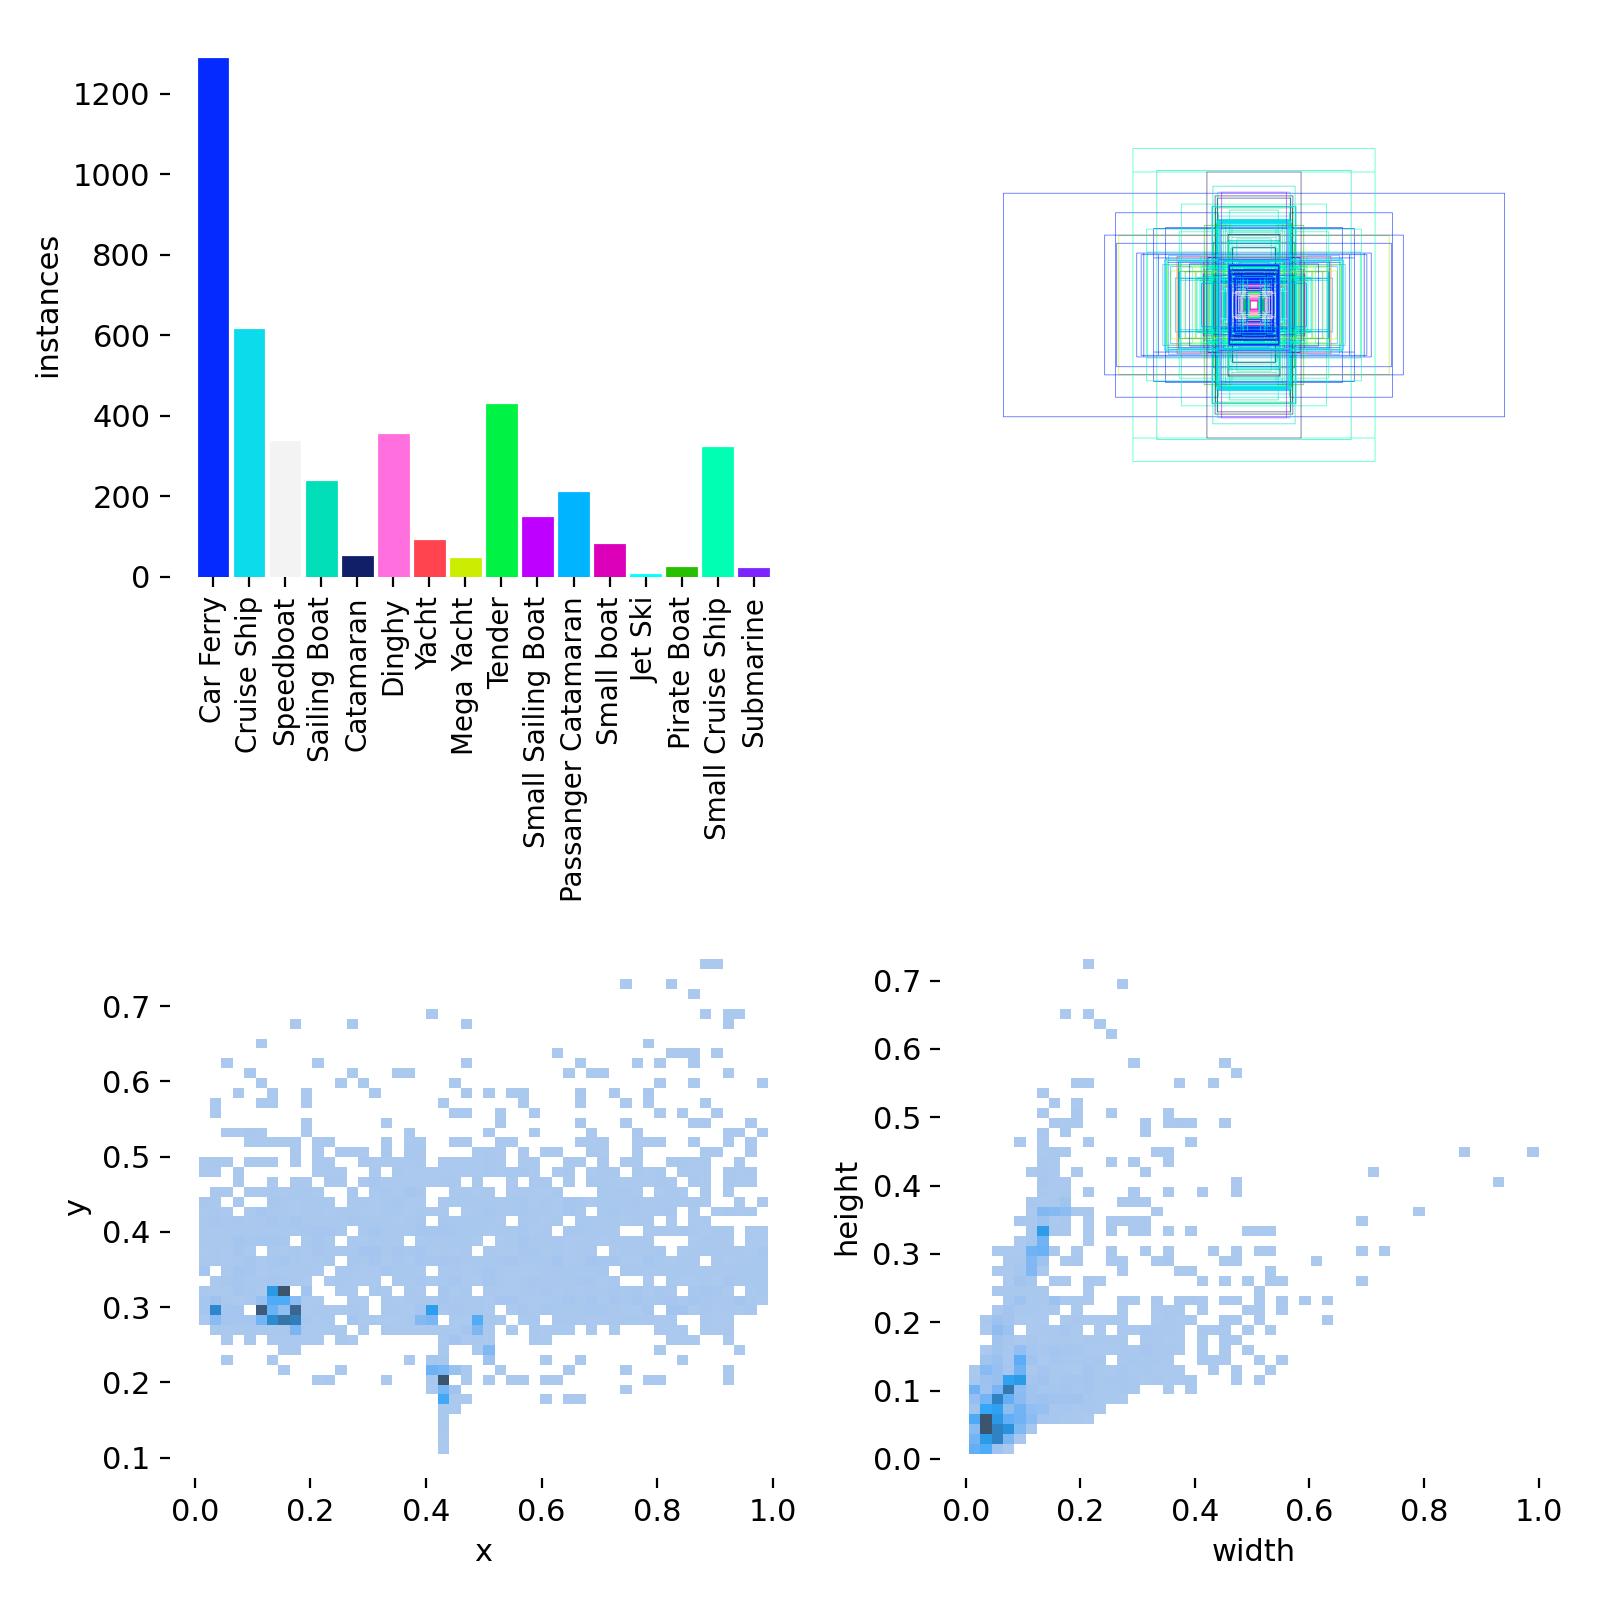 instances
1200
1000
800
600
400
200
0
Car Ferry
Cruise Ship
Speedboat
Sailing Boat
Catamaran
Dinghy
Yacht
Mega Yacht
Tender
Small Sailing Boat
Passanger Catamaran
Small boat
Jet Ski
Pirate Boat
Small Cruise Ship
Submarine
y
0.7
0.6
0.5
0.4
0.3
0.2
0.1
0.0 0.2 0.4 0.6 0.8 1.0
x
height
0.7
0.6
0.5
0.4
0.3
0.2
0.1
0.0
0.0 0.2 0.4 0.6 0.8 1.0
width